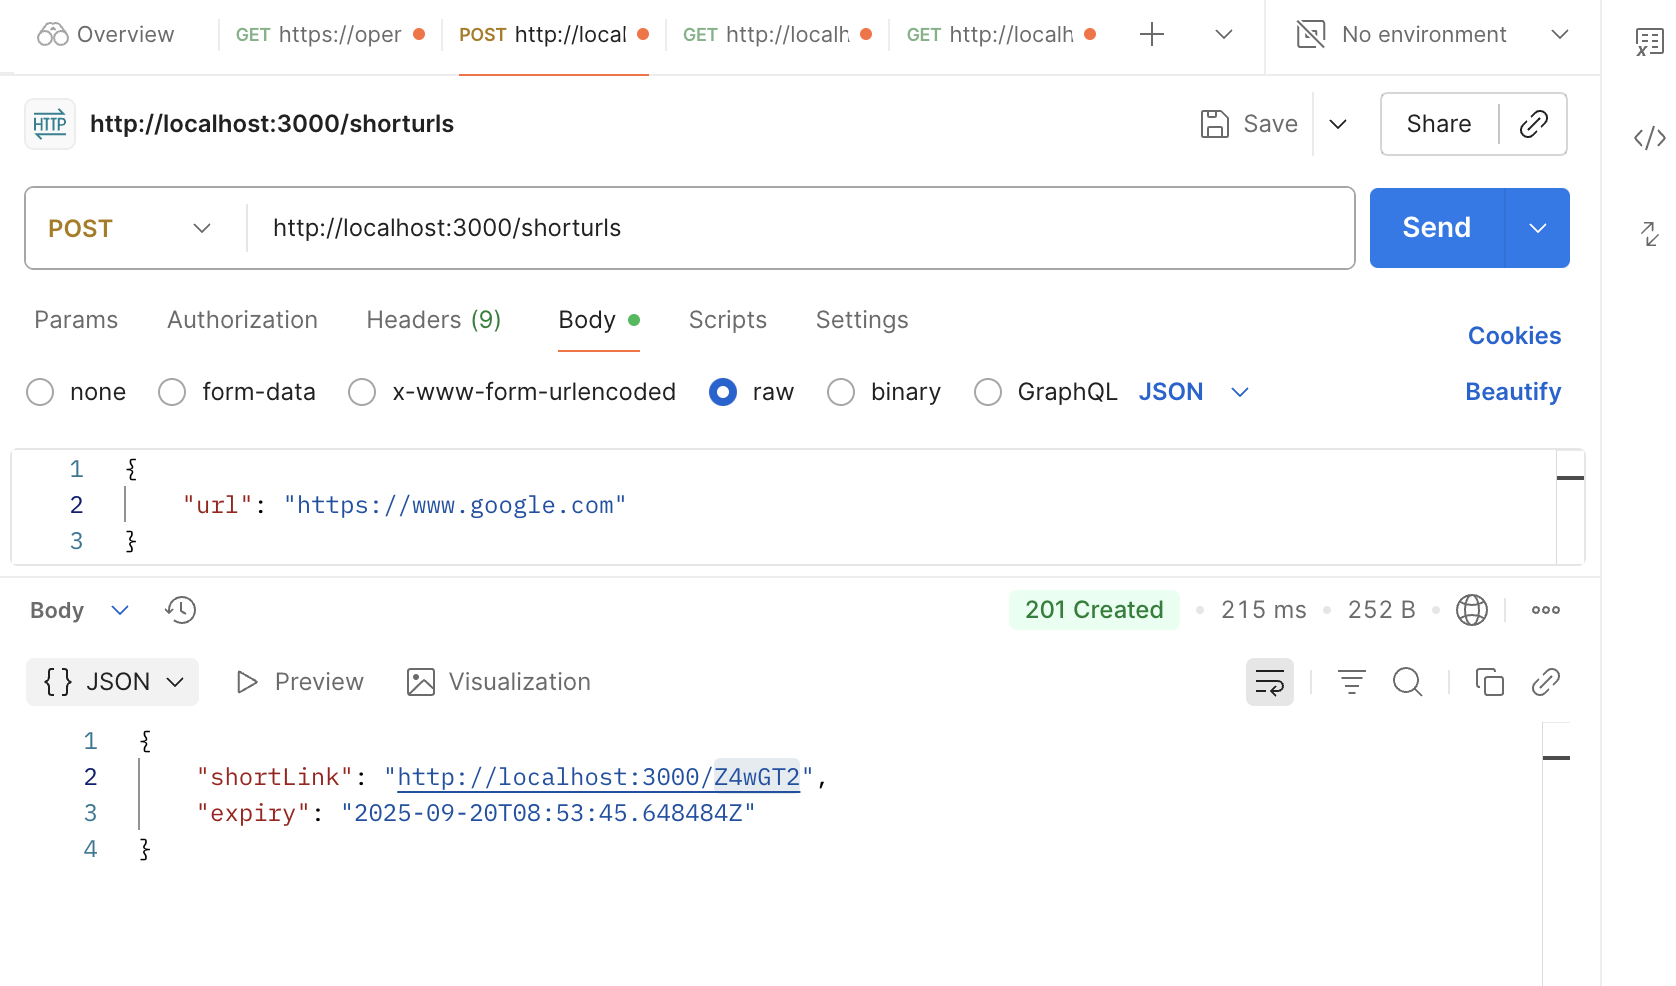 Overview GET https://oper POST http://local GET http://localh GET http://localh No environment
HTTP http://localhost:3000/shorturls Save Share
POST http://localhost:3000/shorturls Send
Params Authorization Headers (9) Body Scripts Settings Cookies
none form-data x-www-form-urlencoded raw binary GraphQL JSON Beautify
1 {
2 "url": "https://www.google.com"
3 }
Body 201 Created 215 ms 252 B
{} JSON Preview Visualization
1 {
2 "shortLink": "http://localhost:3000/Z4wGT2",
3 "expiry": "2025-09-20T08:53:45.648484Z"
4 }